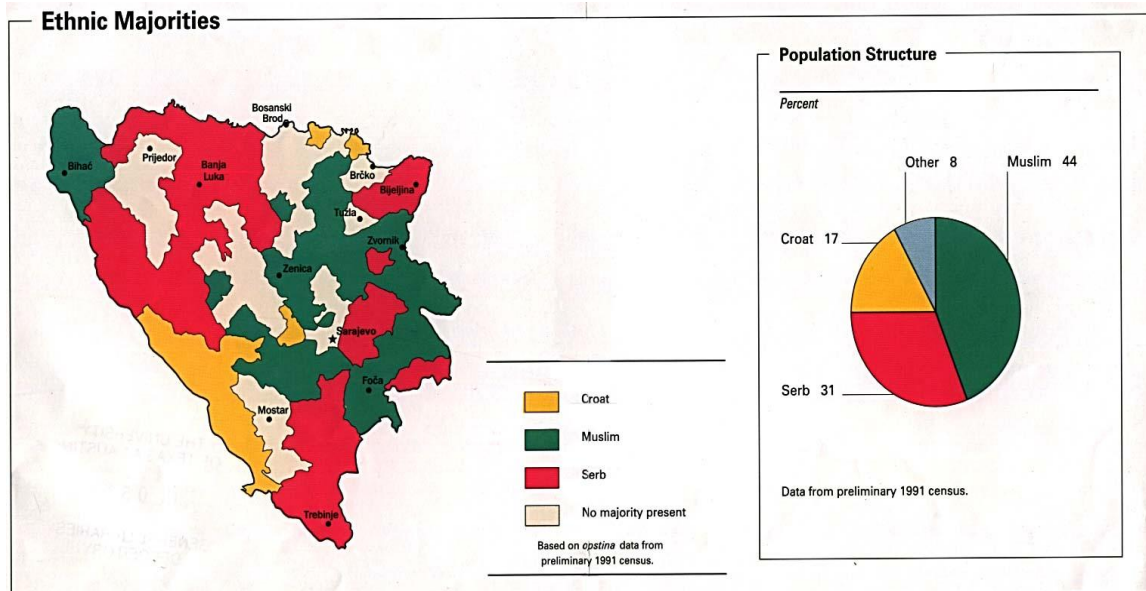 Ethnic Majorities
Bosanski
Brod
Bihać
Prijedor
Banja
Luka
Brčko
Bijeljina
Tuzla
Zvornik
Zenica
Sarajevo
Foča
Mostar
Trebinje
Croat
Muslim
Serb
No majority present
Based on opstina data from
preliminary 1991 census.
Population Structure
Percent
Other 8
Muslim 44
Croat 17
Serb 31
Data from preliminary 1991 census.